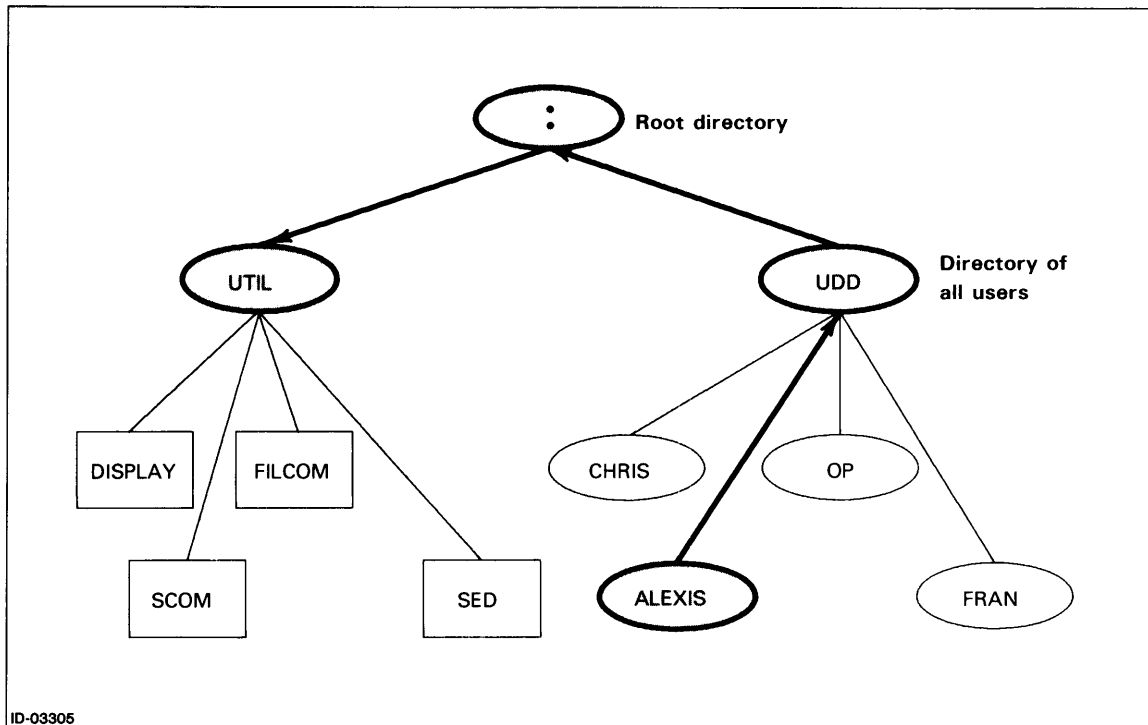 :
Root directory
UTIL
UDD
Directory of
all users
DISPLAY
FILCOM
CHRIS
OP
SCOM
SED
ALEXIS
FRAN
ID-03305